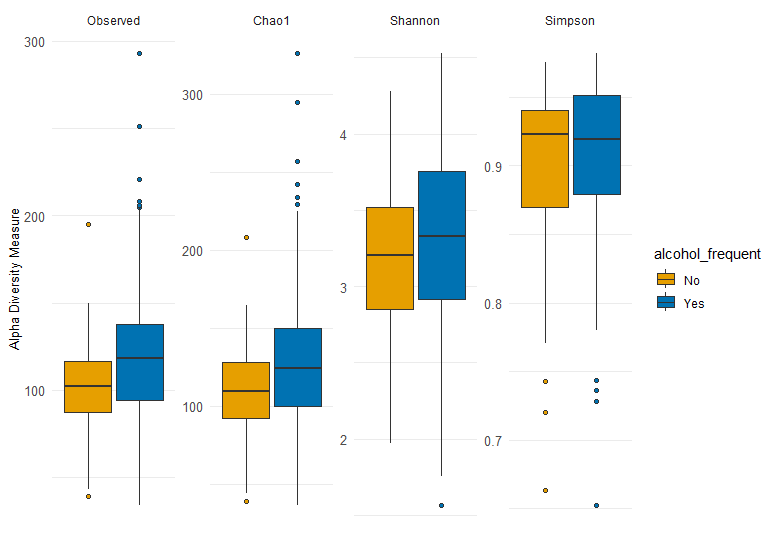 Observed
Chao1
Shannon
Simpson
Alpha Diversity Measure
300
200
100
300
200
100
4
3
2
0.9
0.8
0.7
alcohol_frequent
No
Yes